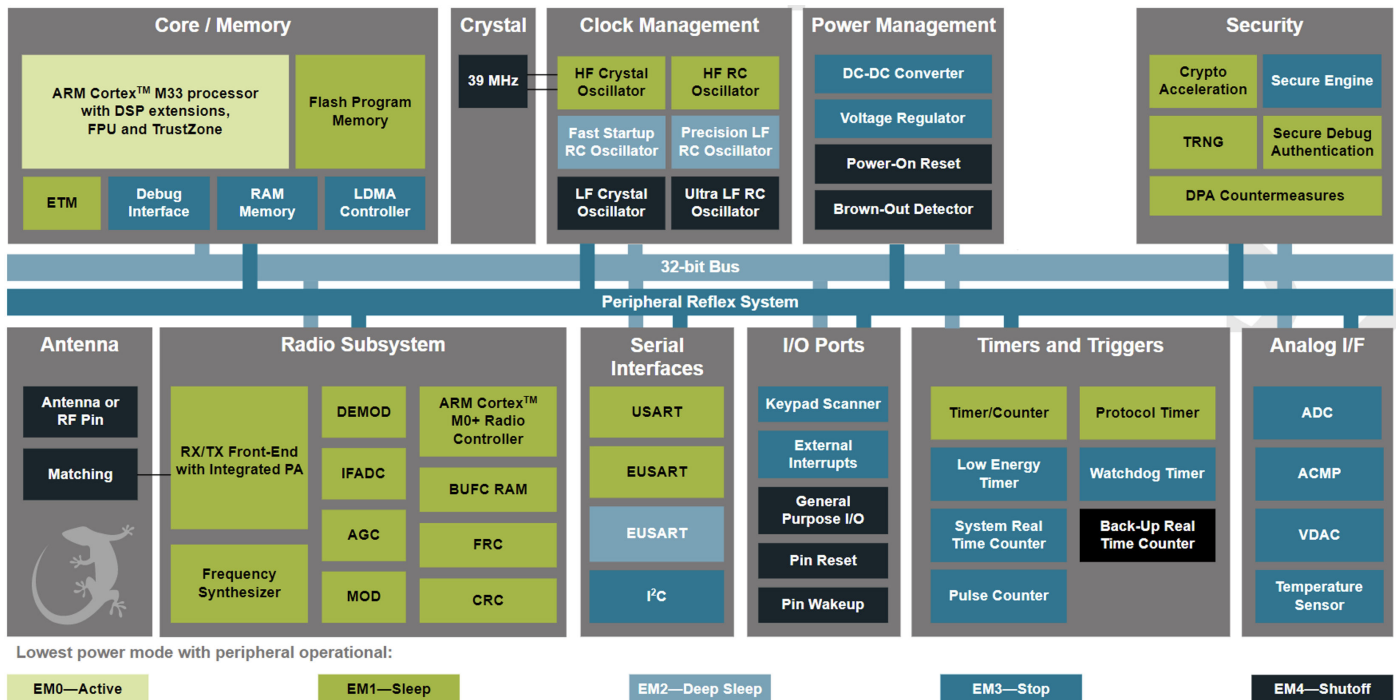 Core / Memory
ARM Cortex™ M33 processor
with DSP extensions,
FPU and TrustZone
Flash Program
Memory
ETM
Debug
Interface
RAM
Memory
LDMA
Controller
Crystal
39 MHz
Clock Management
HF Crystal
Oscillator
HF RC
Oscillator
Fast Startup
RC Oscillator
Precision LF
RC Oscillator
LF Crystal
Oscillator
Ultra LF RC
Oscillator
Power Management
DC-DC Converter
Voltage Regulator
Power-On Reset
Brown-Out Detector
Security
Crypto
Acceleration
Secure Engine
TRNG
Secure Debug
Authentication
DPA Countermeasures
32-bit Bus
Peripheral Reflex System
Antenna
Antenna or
RF Pin
Matching
Radio Subsystem
RX/TX Front-End
with Integrated PA
Frequency
Synthesizer
DEMOD
IFADC
AGC
MOD
ARM Cortex™
M0+ Radio
Controller
BUFC RAM
FRC
CRC
Serial
Interfaces
USART
EUSART
EUSART
I²C
I/O Ports
Keypad Scanner
External
Interrupts
General
Purpose I/O
Pin Reset
Pin Wakeup
Timers and Triggers
Timer/Counter
Protocol Timer
Low Energy
Timer
Watchdog Timer
System Real
Time Counter
Back-Up Real
Time Counter
Pulse Counter
Analog I/F
ADC
ACMP
VDAC
Temperature
Sensor
Lowest power mode with peripheral operational:
EM0—Active
EM1—Sleep
EM2—Deep Sleep
EM3—Stop
EM4—Shutoff